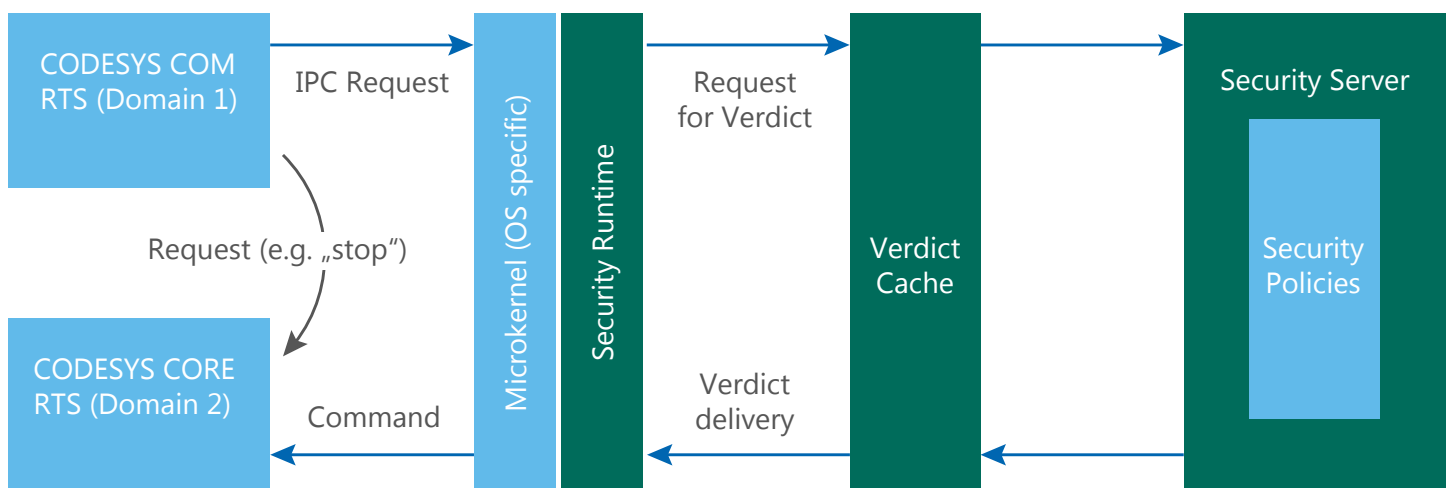 CODESYS COM
RTS (Domain 1)
IPC Request
Request (e.g. „stop“)
CODESYS CORE
RTS (Domain 2)
Command
Microkernel (OS specific)
Security Runtime
Request
for Verdict
Verdict
delivery
Verdict
Cache
Security Server
Security
Policies